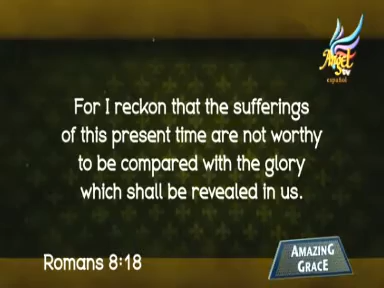 Angel
TV
español
For I reckon that the sufferings
of this present time are not worthy
to be compared with the glory
which shall be revealed in us.
Romans 8:18
AMAZING
GRACE